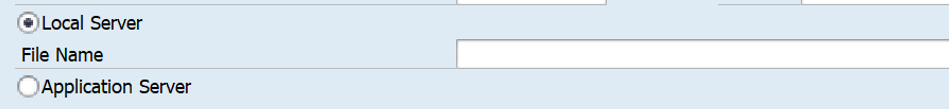 Local Server
File Name
Application Server